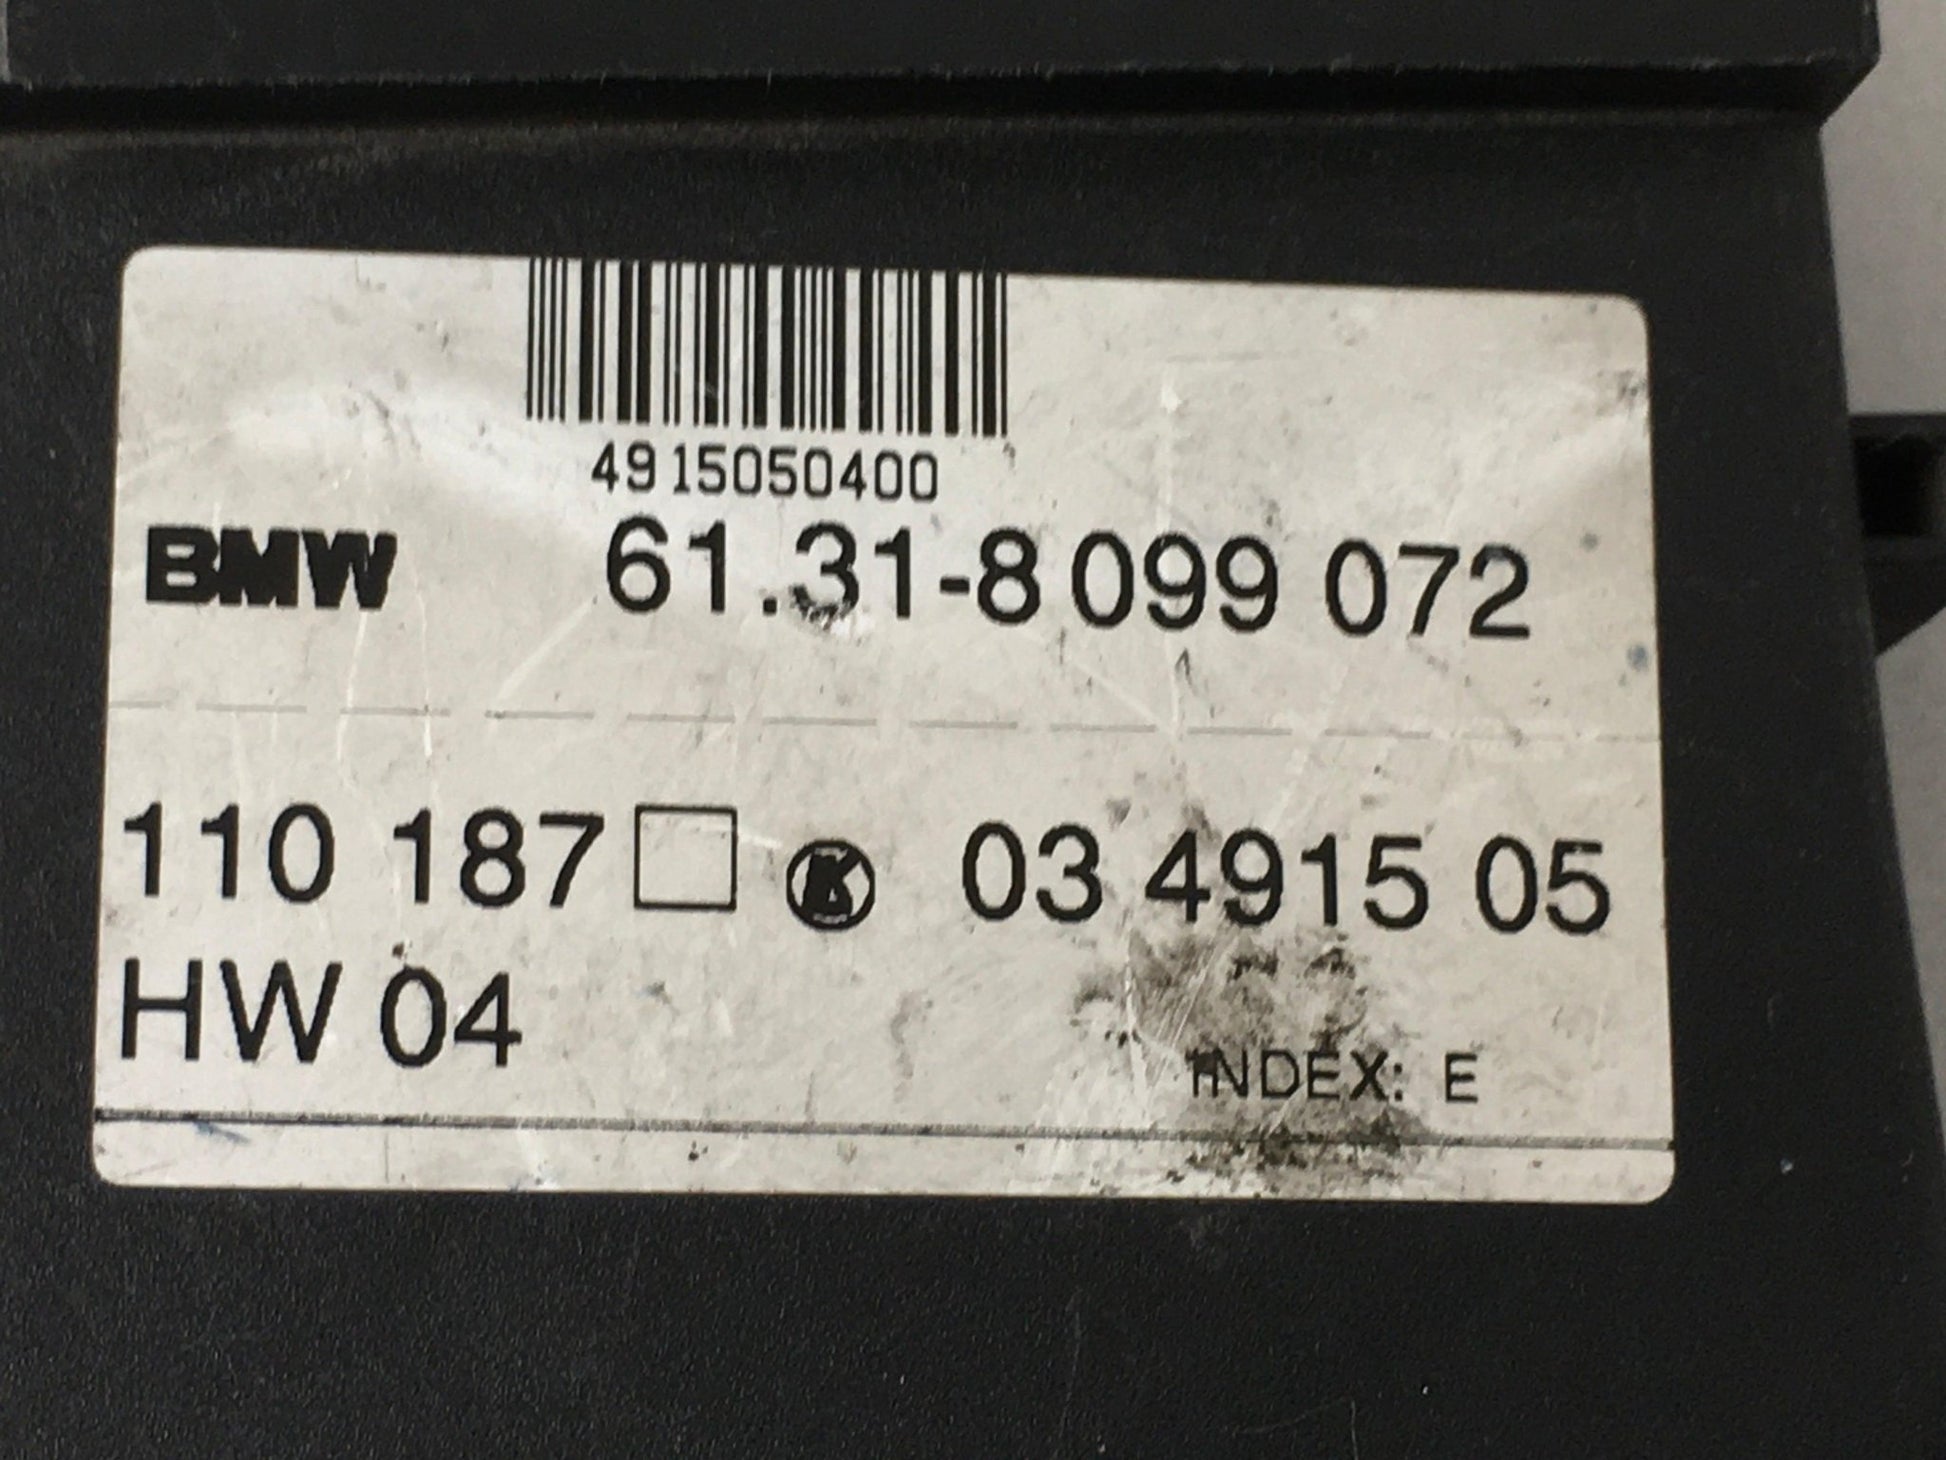 4915050400
BMW 61.31-8 099 072
110 187 K 03 4915 05
HW 04
INDEX: E